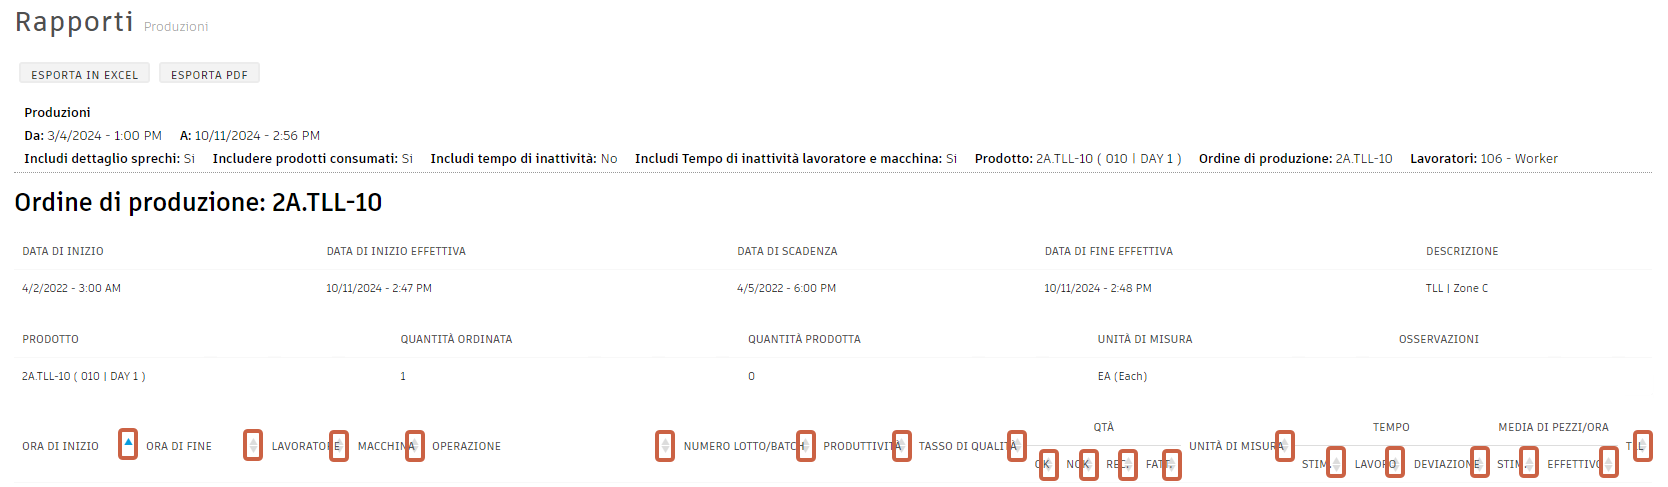 Rapporti Produzioni
ESPORTA IN EXCEL ESPORTA PDF
Produzioni
Da: 3/4/2024 - 1:00 PM A: 10/11/2024 - 2:56 PM
Includi dettaglio sprechi: Si Includere prodotti consumati: Si Includi tempo di inattività: No Includi Tempo di inattività lavoratore e macchina: Si Prodotto: 2A.TLL-10 ( 010 | DAY 1 ) Ordine di produzione: 2A.TLL-10 Lavoratori: 106 - Worker
Ordine di produzione: 2A.TLL-10
DATA DI INIZIO DATA DI INIZIO EFFETTIVA DATA DI SCADENZA DATA DI FINE EFFETTIVA DESCRIZIONE
4/2/2022 - 3:00 AM 10/11/2024 - 2:47 PM 4/5/2022 - 6:00 PM 10/11/2024 - 2:48 PM TLL | Zone C
PRODOTTO QUANTITÀ ORDINATA QUANTITÀ PRODOTTA UNITÀ DI MISURA OSSERVAZIONI
2A.TLL-10 ( 010 | DAY 1 ) 1 0 EA (Each)
QTÀ TEMPO MEDIA DI PEZZI/ORA
ORA DI INIZIO ORA DI FINE LAVORATORE MACCHINA OPERAZIONE NUMERO LOTTO/BATCH PRODUTTIVITÀ TASSO DI QUALITÀ UNITÀ DI MISURA TLL
OK NOK REC. FATT. STIM. LAVORO DEVIAZIONE STIM. EFFETTIVO